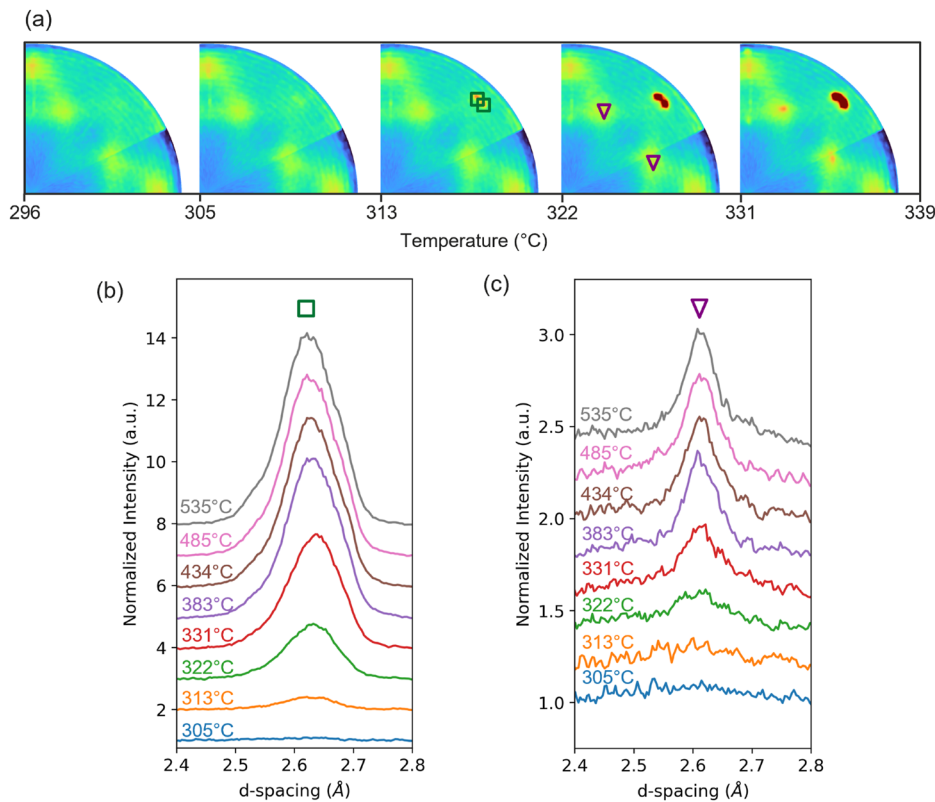 (a)
296 305 313 322 331 339
Temperature (°C)
(b)
Normalized Intensity (a.u.)
14
12
10
8
6
4
2
535°C
485°C
434°C
383°C
331°C
322°C
313°C
305°C
2.4 2.5 2.6 2.7 2.8
d-spacing (Å)
(c)
Normalized Intensity (a.u.)
3.0
2.5
2.0
1.5
1.0
535°C
485°C
434°C
383°C
331°C
322°C
313°C
305°C
2.4 2.5 2.6 2.7 2.8
d-spacing (Å)